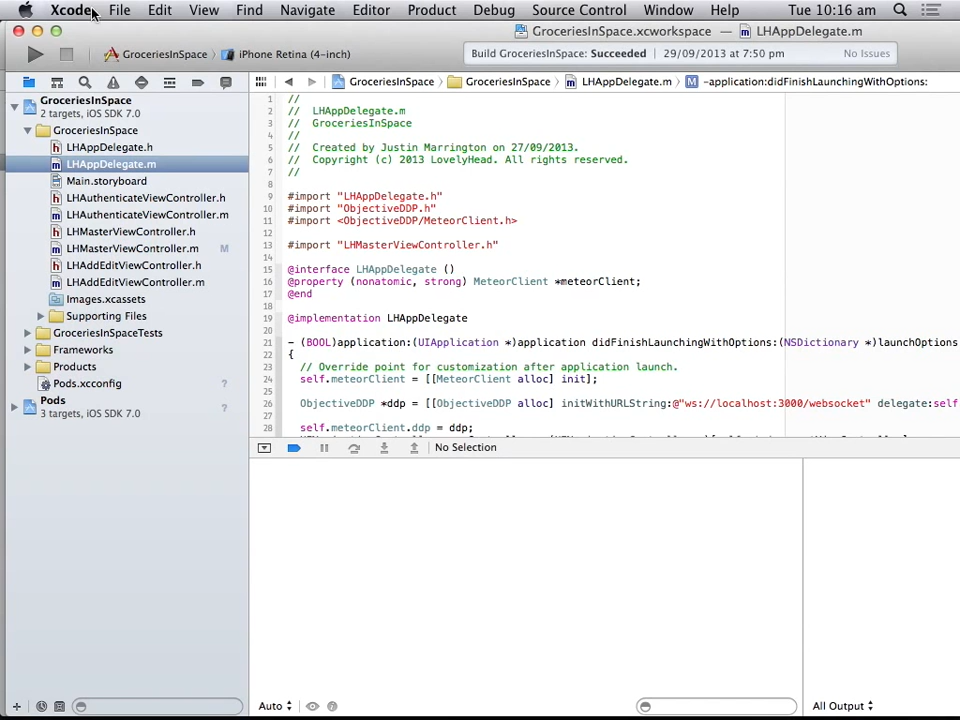 Xcode File Edit View Find Navigate Editor Product Debug Source Control Window Help Tue 10:16 am
GroceriesInSpace.xcworkspace — LHAppDelegate.m
GroceriesInSpace › iPhone Retina (4-inch)
Build GroceriesInSpace: Succeeded 29/09/2013 at 7:50 pm No Issues
GroceriesInSpace › GroceriesInSpace › LHAppDelegate.m › M -application:didFinishLaunchingWithOptions:
GroceriesInSpace
2 targets, iOS SDK 7.0
GroceriesInSpace
h LHAppDelegate.h
m LHAppDelegate.m
Main.storyboard
h LHAuthenticateViewController.h
m LHAuthenticateViewController.m
h LHMasterViewController.h
m LHMasterViewController.m M
h LHAddEditViewController.h
m LHAddEditViewController.m
Images.xcassets
Supporting Files
GroceriesInSpaceTests
Frameworks
Products
Pods.xcconfig ?
Pods
3 targets, iOS SDK 7.0 ?
1 //
2 // LHAppDelegate.m
3 // GroceriesInSpace
4 //
5 // Created by Justin Marrington on 27/09/2013.
6 // Copyright (c) 2013 LovelyHead. All rights reserved.
7 //
8
9 #import "LHAppDelegate.h"
10 #import "ObjectiveDDP.h"
11 #import <ObjectiveDDP/MeteorClient.h>
12
13 #import "LHMasterViewController.h"
14
15 @interface LHAppDelegate ()
16 @property (nonatomic, strong) MeteorClient *meteorClient;
17 @end
18
19 @implementation LHAppDelegate
20
21 - (BOOL)application:(UIApplication *)application didFinishLaunchingWithOptions:(NSDictionary *)launchOptions
22 {
23 // Override point for customization after application launch.
24 self.meteorClient = [[MeteorClient alloc] init];
25
26 ObjectiveDDP *ddp = [[ObjectiveDDP alloc] initWithURLString:@"ws://localhost:3000/websocket" delegate:self
27
28 self.meteorClient.ddp = ddp;
No Selection
Auto
All Output